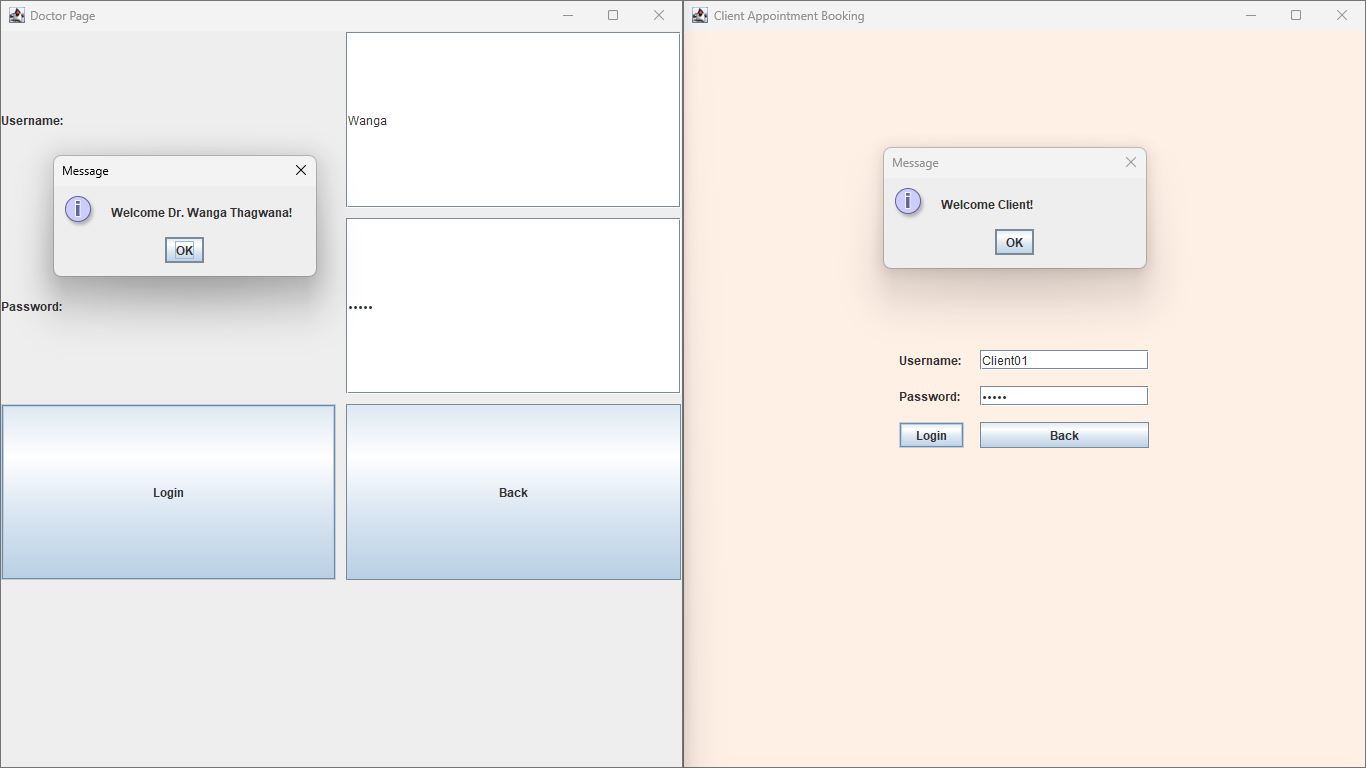 Doctor Page
Username:
Wanga
Message
Welcome Dr. Wanga Thagwana!
OK
Password:
•••••
Login
Back
Client Appointment Booking
Message
Welcome Client!
OK
Username:
Client01
Password:
•••••
Login
Back